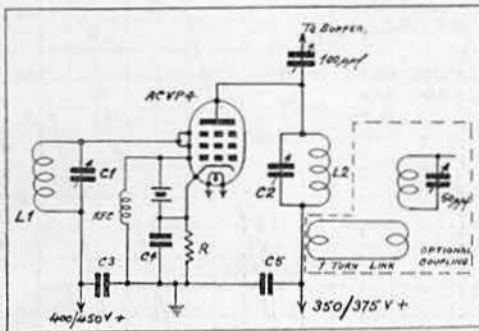 To Buffer,
100μμf
ACVP4
L1
C1
RFC
C4
R
C2
L2
50μμf
OPTIONAL
COUPLING
1 TURN LINK
C3
C5
400/450 V +
350/375 V +